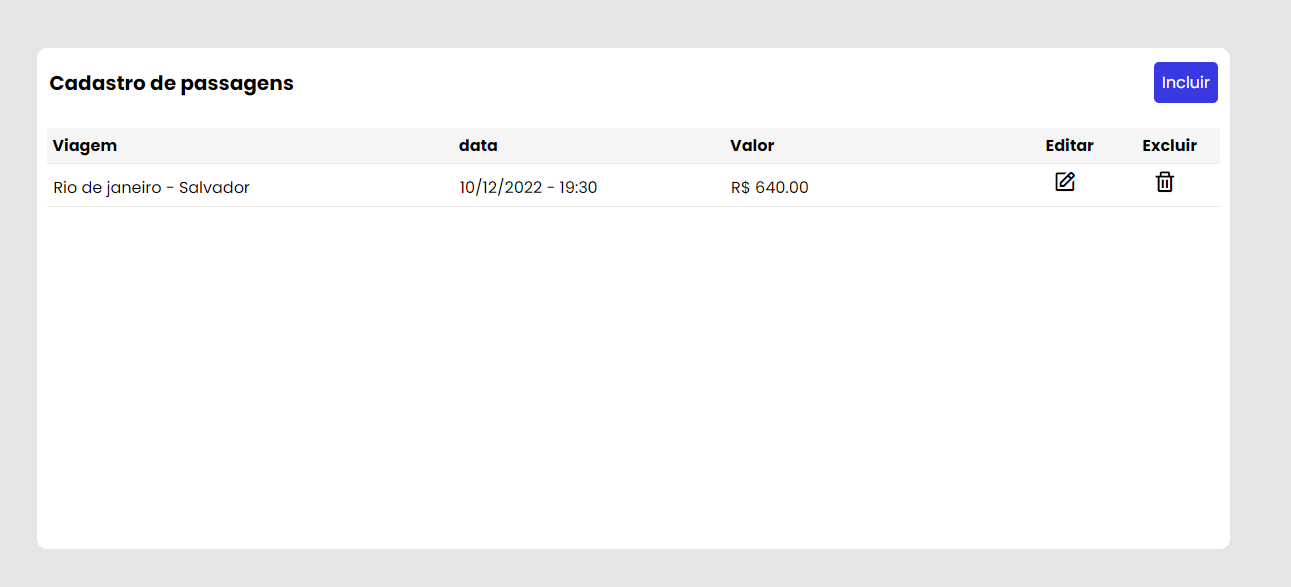 Cadastro de passagens Incluir
Viagem data Valor Editar Excluir
Rio de janeiro - Salvador 10/12/2022 - 19:30 R$ 640.00